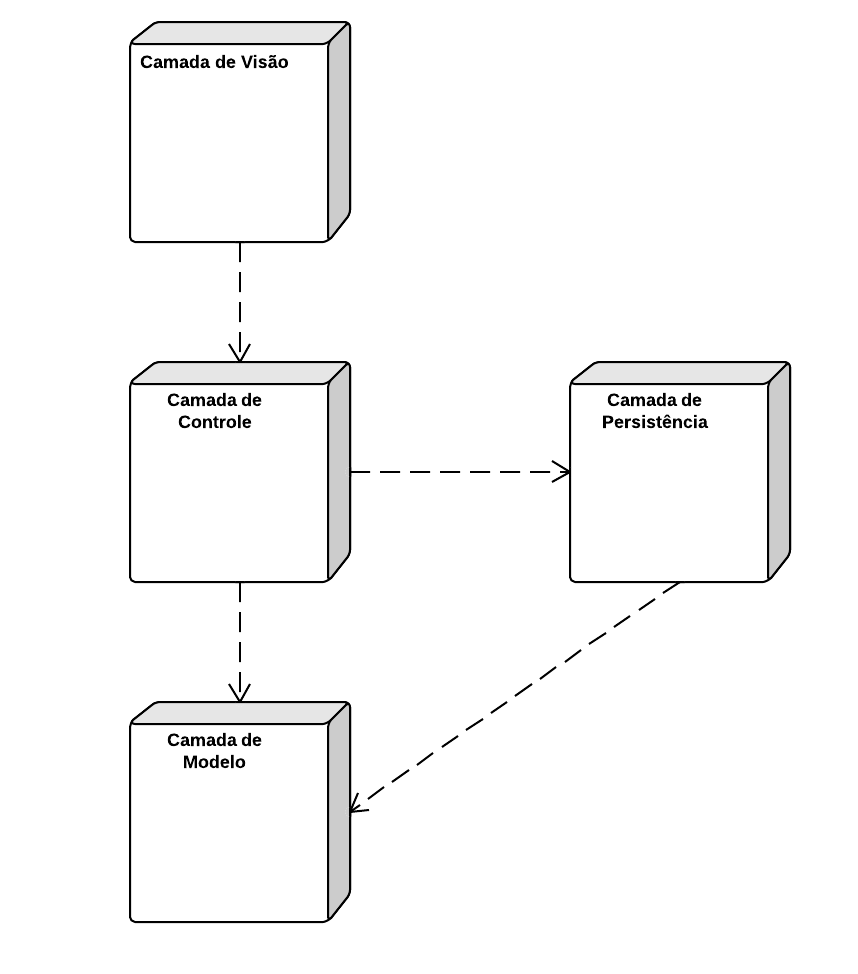 Camada de Visão
Camada de
Controle
Camada de
Persistência
Camada de
Modelo